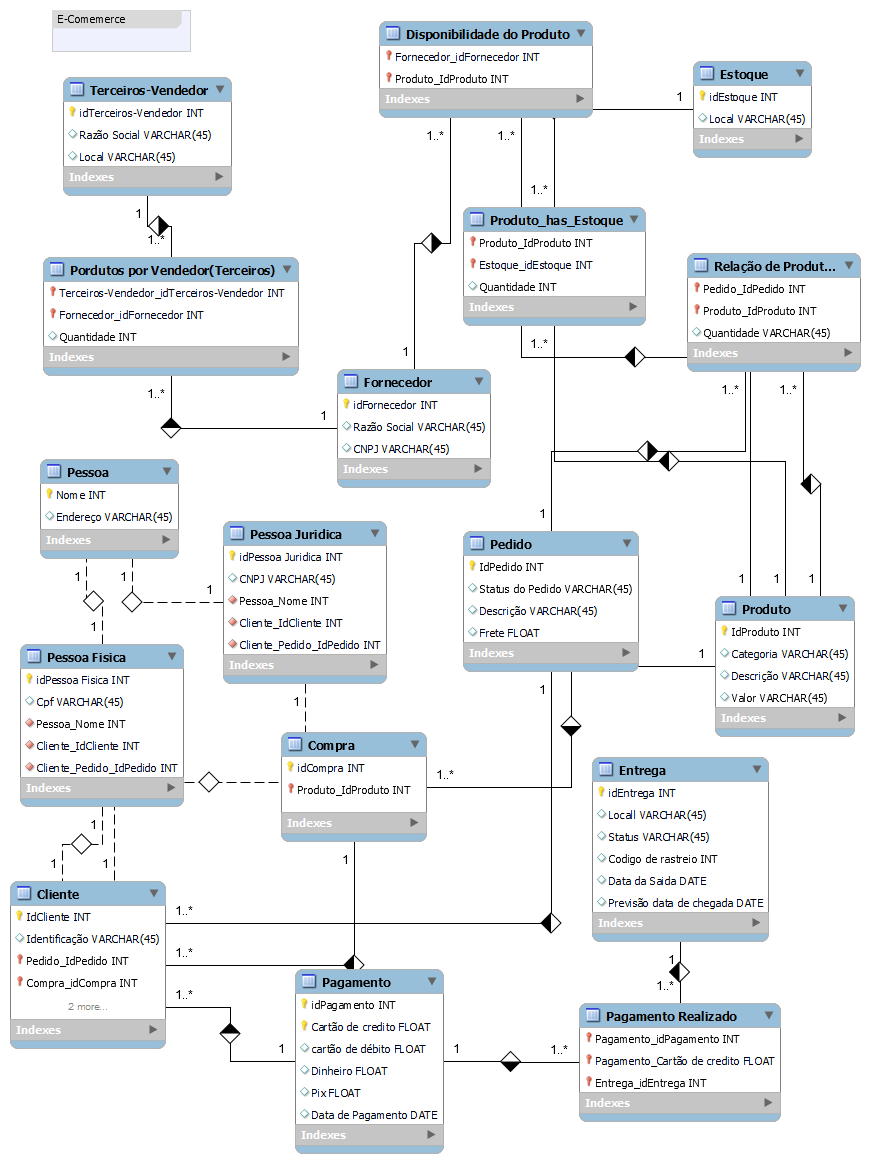 E-Comemerce
Disponibilidade do Produto
Fornecedor_idFornecedor INT
Produto_IdProduto INT
Indexes
Estoque
idEstoque INT
Local VARCHAR(45)
Indexes
1
Terceiros-Vendedor
idTerceiros-Vendedor INT
Razão Social VARCHAR(45)
Local VARCHAR(45)
Indexes
1
1..*
1..*
1..*
1..*
Pordutos por Vendedor(Terceiros)
Terceiros-Vendedor_idTerceiros-Vendedor INT
Fornecedor_idFornecedor INT
Quantidade INT
Indexes
1..*
1
Produto_has_Estoque
Produto_IdProduto INT
Estoque_idEstoque INT
Quantidade INT
Indexes
1..*
Relação de Produt...
Pedido_IdPedido INT
Produto_IdProduto INT
Quantidade VARCHAR(45)
Indexes
1..*
1..*
1
Fornecedor
idFornecedor INT
Razão Social VARCHAR(45)
CNPJ VARCHAR(45)
Indexes
Pessoa
Nome INT
Endereço VARCHAR(45)
Indexes
1
1
1
1
Pessoa Juridica
idPessoa Juridica INT
CNPJ VARCHAR(45)
Pessoa_Nome INT
Cliente_IdCliente INT
Cliente_Pedido_IdPedido INT
Indexes
1
1
Pedido
IdPedido INT
Status do Pedido VARCHAR(45)
Descrição VARCHAR(45)
Frete FLOAT
Indexes
1
1
1
1
1
1
Produto
IdProduto INT
Categoria VARCHAR(45)
Descrição VARCHAR(45)
Valor VARCHAR(45)
Indexes
Pessoa Fisica
idPessoa Fisica INT
Cpf VARCHAR(45)
Pessoa_Nome INT
Cliente_IdCliente INT
Cliente_Pedido_IdPedido INT
Indexes
1
1
1
Compra
idCompra INT
Produto_IdProduto INT
Indexes
1..*
1
Entrega
idEntrega INT
Locall VARCHAR(45)
Status VARCHAR(45)
Codigo de rastreio INT
Data da Saida DATE
Previsão data de chegada DATE
Indexes
1
1..*
Cliente
IdCliente INT
Identificação VARCHAR(45)
Pedido_IdPedido INT
Compra_idCompra INT
2 more...
Indexes
1..*
1..*
1..*
1
Pagamento
idPagamento INT
Cartão de credito FLOAT
cartão de débito FLOAT
Dinheiro FLOAT
Pix FLOAT
Data de Pagamento DATE
Indexes
1
1..*
Pagamento Realizado
Pagamento_idPagamento INT
Pagamento_Cartão de credito FLOAT
Entrega_idEntrega INT
Indexes